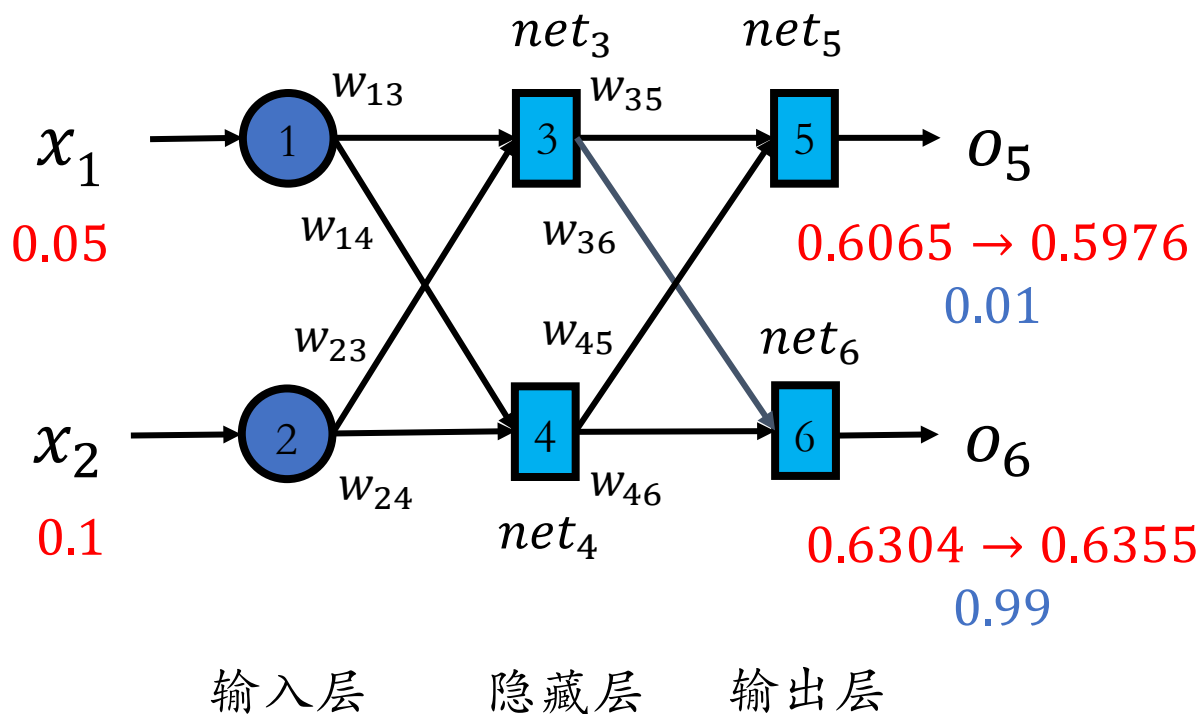 net₃ net₅
w₁₃ w₃₅
x₁ 1 3 5 o₅
0.05 w₁₄ w₃₆ 0.6065 → 0.5976
0.01
w₂₃ w₄₅ net₆
x₂ 2 4 6 o₆
w₂₄ w₄₆
0.1 net₄ 0.6304 → 0.6355
0.99
输入层 隐藏层 输出层